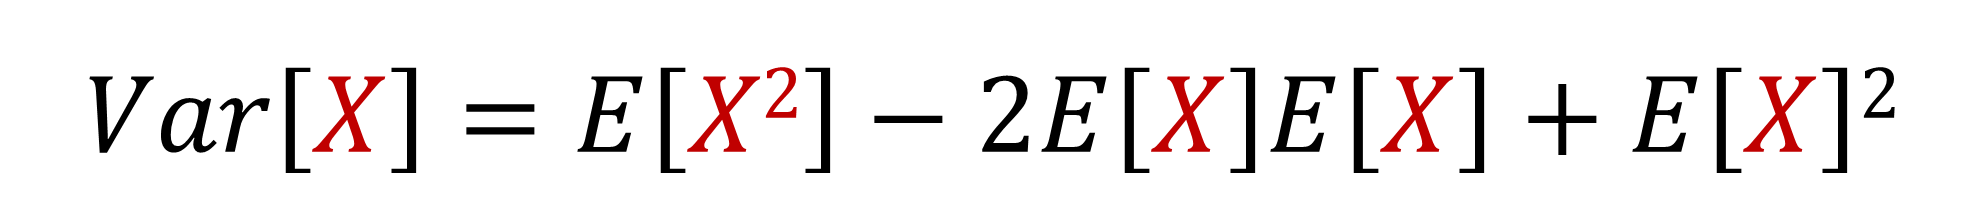 Var[X] = E[X²] − 2E[X]E[X] + E[X]²